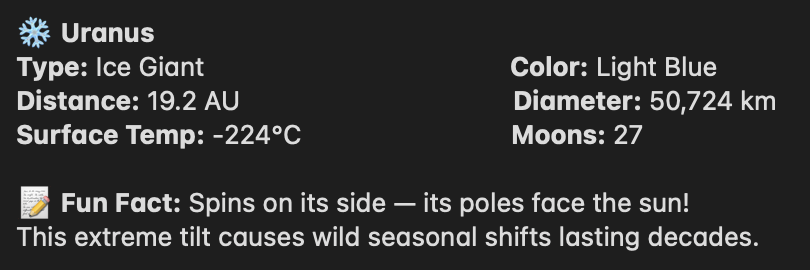 ❄️ Uranus
Type: Ice Giant Color: Light Blue
Distance: 19.2 AU Diameter: 50,724 km
Surface Temp: -224°C Moons: 27
📝 Fun Fact: Spins on its side — its poles face the sun!
This extreme tilt causes wild seasonal shifts lasting decades.